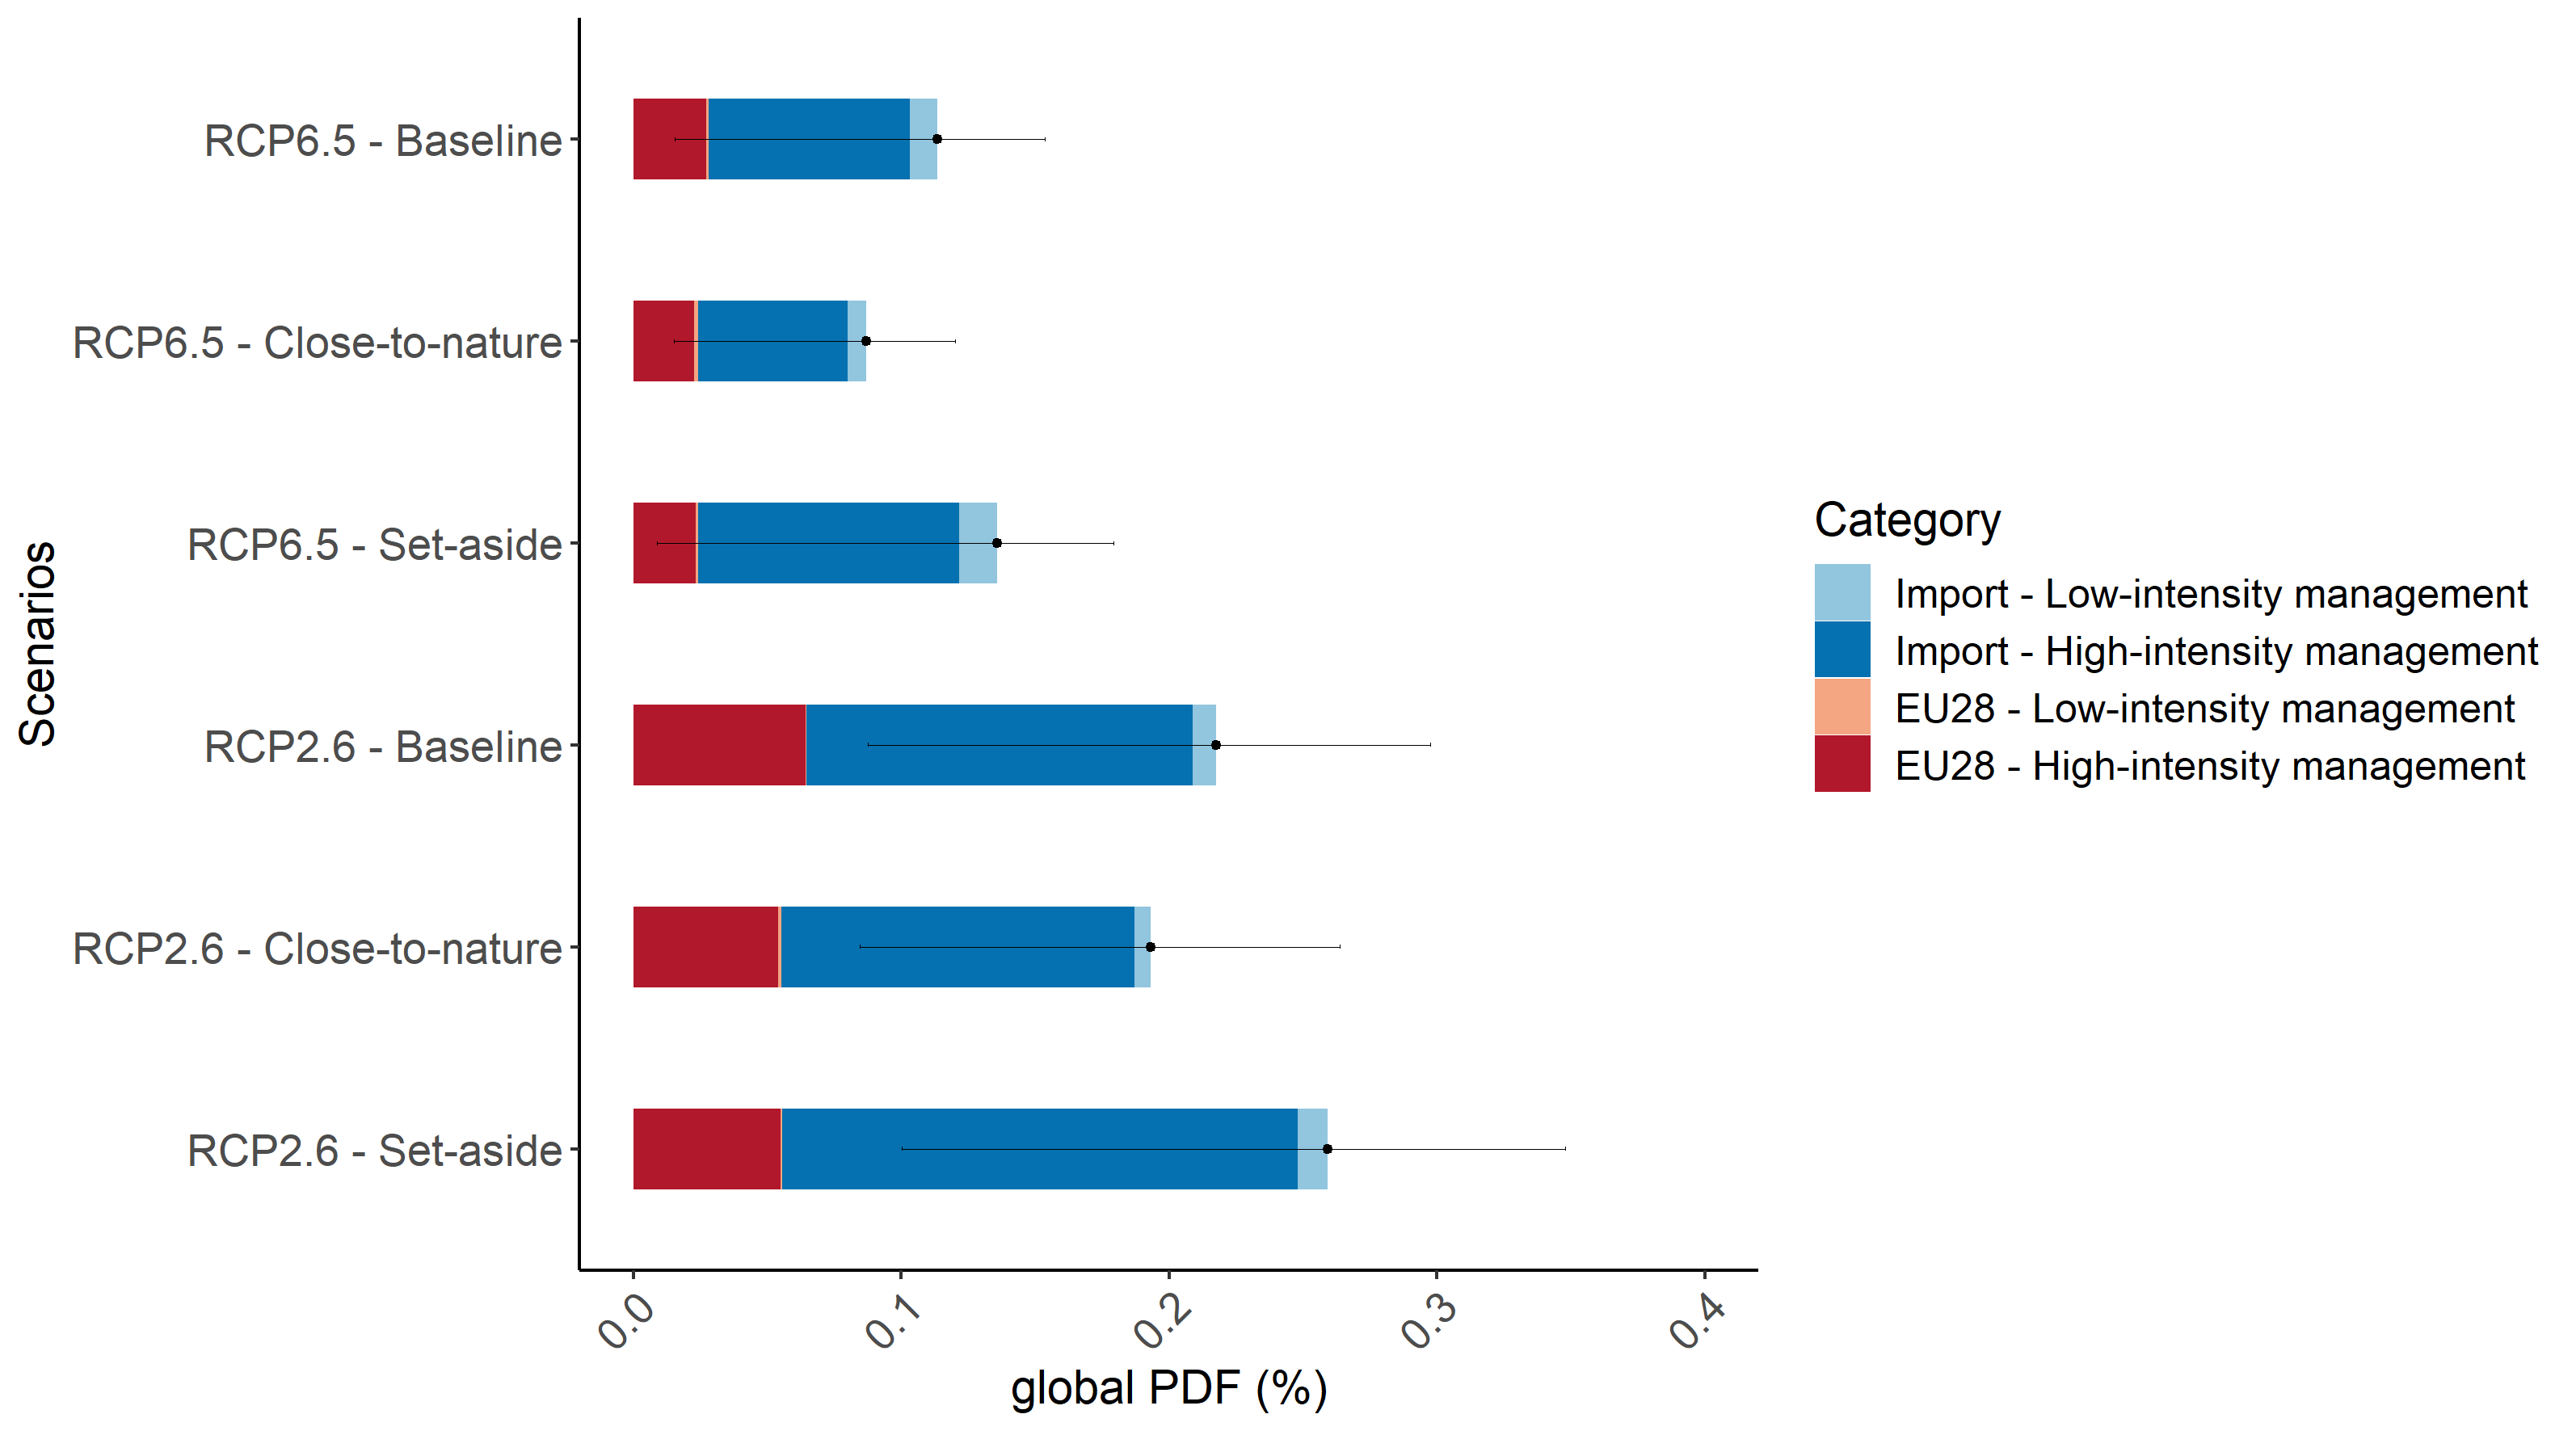 Scenarios
RCP6.5 - Baseline
RCP6.5 - Close-to-nature
RCP6.5 - Set-aside
RCP2.6 - Baseline
RCP2.6 - Close-to-nature
RCP2.6 - Set-aside
0.0
0.1
0.2
0.3
0.4
global PDF (%)
Category
Import - Low-intensity management
Import - High-intensity management
EU28 - Low-intensity management
EU28 - High-intensity management